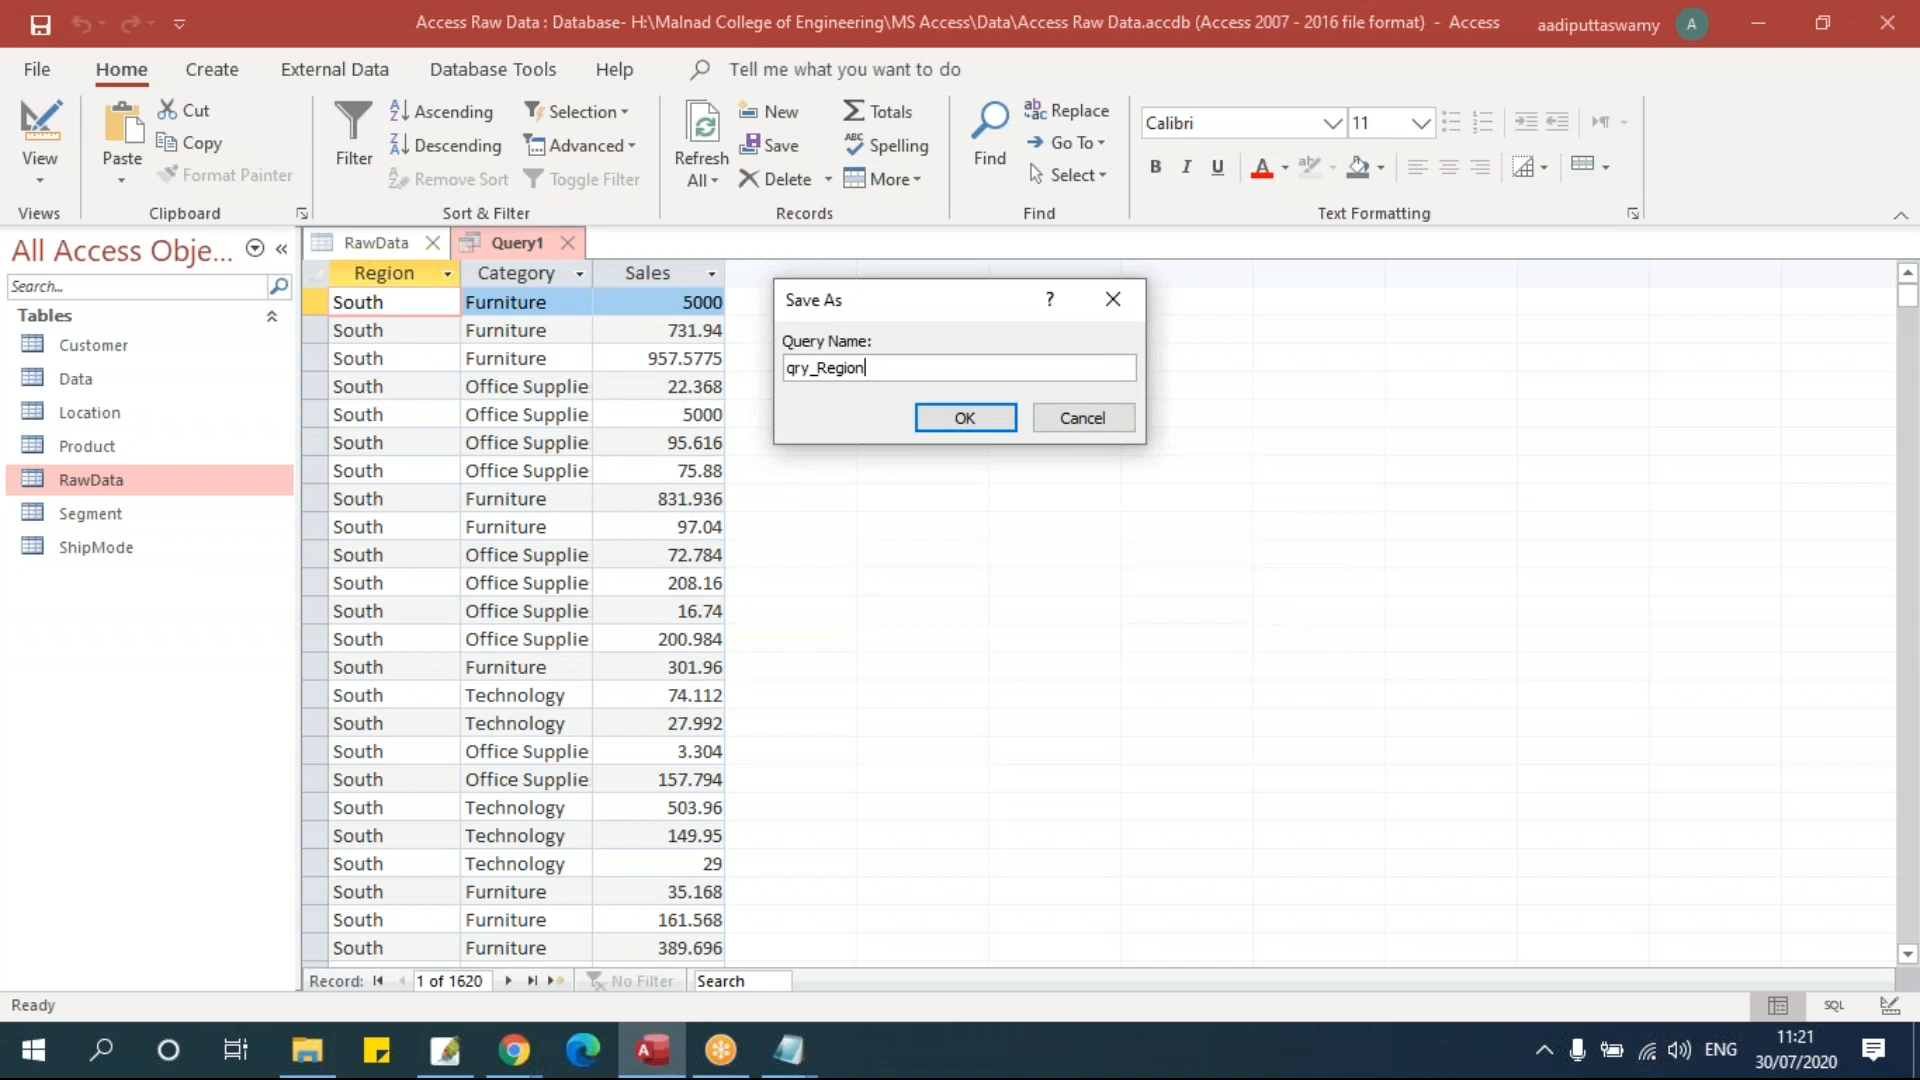 Access Raw Data : Database- H:\Malnad College of Engineering\MS Access\Data\Access Raw Data.accdb (Access 2007 - 2016 file format) - Access
aadiputtaswamy
A
File
Home
Create
External Data
Database Tools
Help
Tell me what you want to do
View
Views
Paste
Cut
Copy
Format Painter
Clipboard
Filter
Ascending
Descending
Remove Sort
Selection
Advanced
Toggle Filter
Sort & Filter
Refresh
All
New
Save
Delete
Totals
Spelling
More
Records
Find
Replace
Go To
Select
Find
Calibri
11
B I U
Text Formatting
All Access Obje...
Search...
Tables
Customer
Data
Location
Product
RawData
Segment
ShipMode
RawData
Query1
Region Category Sales
South Furniture 5000
South Furniture 731.94
South Furniture 957.5775
South Office Supplie 22.368
South Office Supplie 5000
South Office Supplie 95.616
South Office Supplie 75.88
South Furniture 831.936
South Furniture 97.04
South Office Supplie 72.784
South Office Supplie 208.16
South Office Supplie 16.74
South Office Supplie 200.984
South Furniture 301.96
South Technology 74.112
South Technology 27.992
South Office Supplie 3.304
South Office Supplie 157.794
South Technology 503.96
South Technology 149.95
South Technology 29
South Furniture 35.168
South Furniture 161.568
South Furniture 389.696
Save As
?
Query Name:
qry_Region
OK
Cancel
Record: 1 of 1620 No Filter Search
Ready
SQL
ENG
11:21
30/07/2020